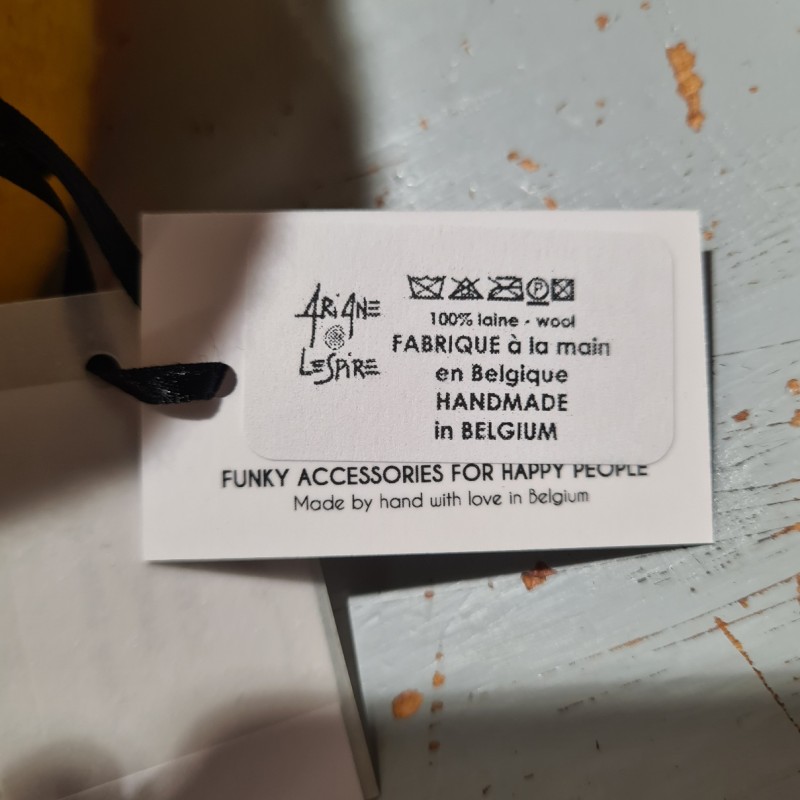 ARiANE
LESPiRE
100% laine - wool
FABRIQUE à la main
en Belgique
HANDMADE
in BELGIUM
FUNKY ACCESSORIES FOR HAPPY PEOPLE
Made by hand with love in Belgium